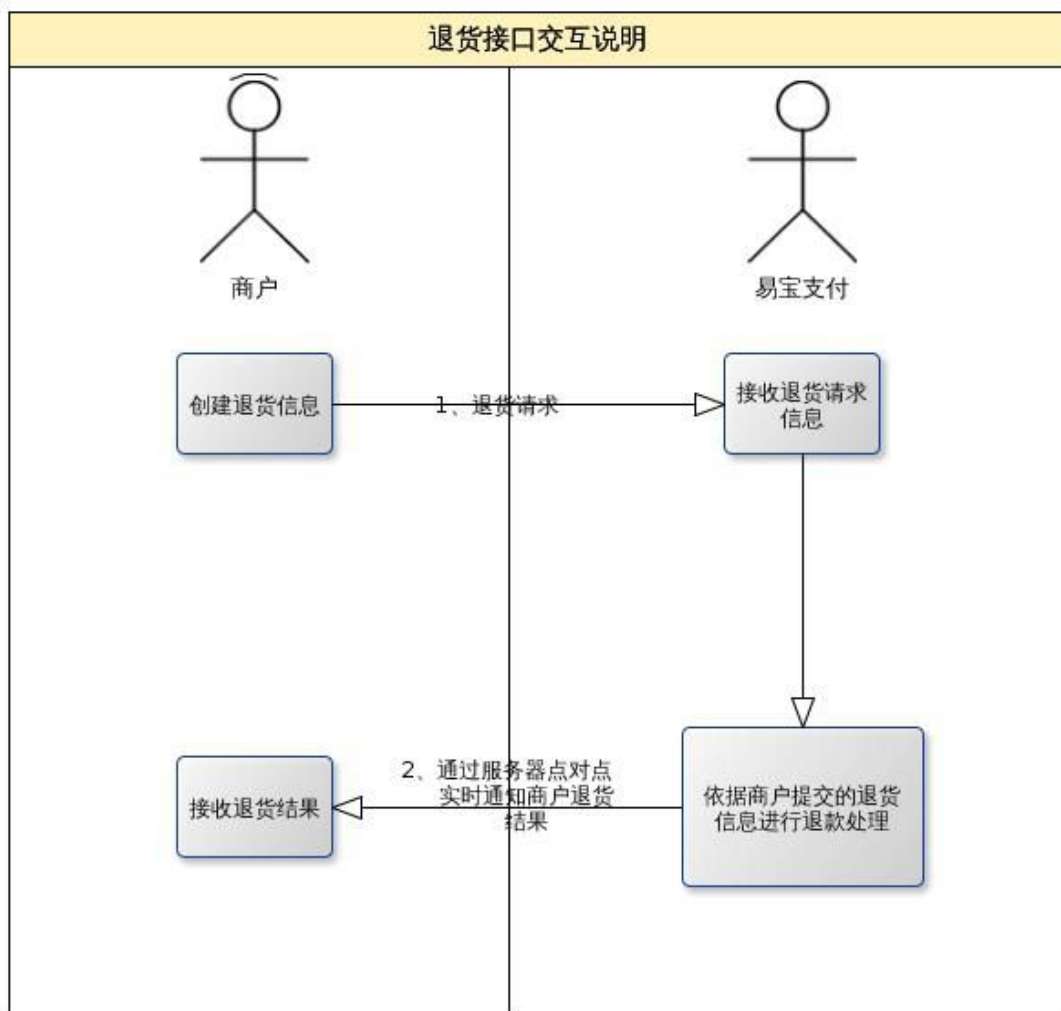 退货接口交互说明
商户
易宝支付
创建退货信息
1、退货请求
接收退货请求
信息
接收退货结果
2、通过服务器点对点
实时通知商户退货
结果
依据商户提交的退货
信息进行退款处理